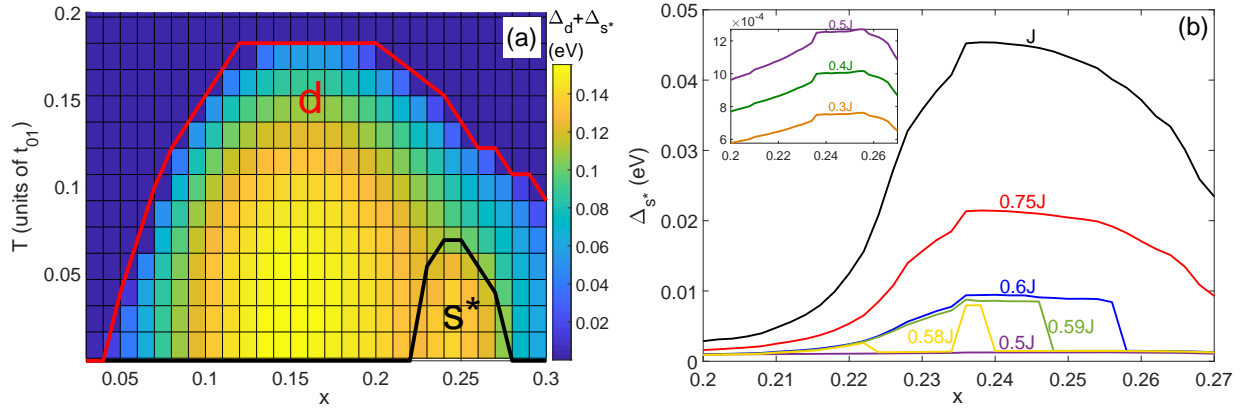 (a)
Δ_d+Δ_s*
(eV)
0.2
0.15
0.1
0.05
T (units of t_01)
d
s*
0.05
0.1
0.15
0.2
0.25
0.3
x
0.14
0.12
0.1
0.08
0.06
0.04
0.02
(b)
0.05
0.04
0.03
0.02
0.01
0
Δ_s* (eV)
J
0.75J
0.6J
0.59J
0.58J
0.5J
0.2
0.21
0.22
0.23
0.24
0.25
0.26
0.27
x
×10⁻⁴
12
10
8
6
0.5J
0.4J
0.3J
0.2
0.22
0.24
0.26